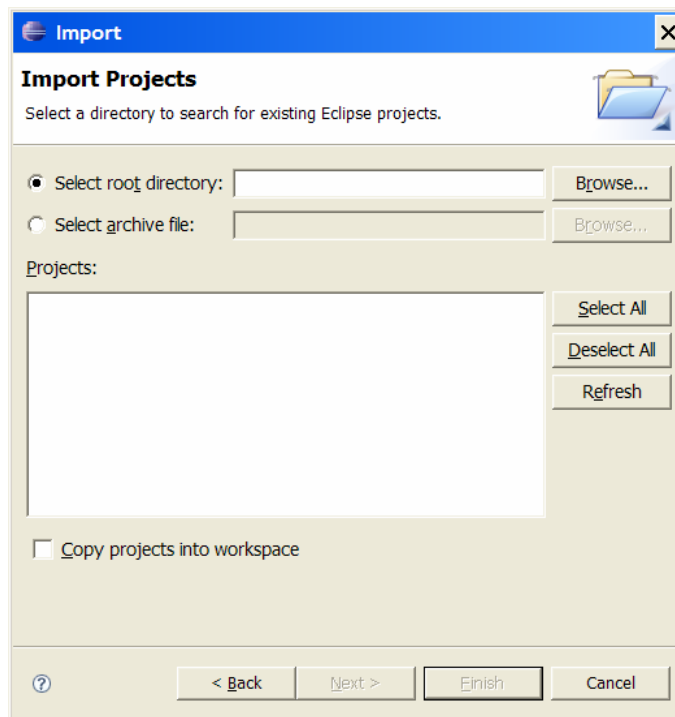 Import
Import Projects
Select a directory to search for existing Eclipse projects.
Select root directory: Browse...
Select archive file: Browse...
Projects:
Select All
Deselect All
Refresh
Copy projects into workspace
? < Back Next > Finish Cancel